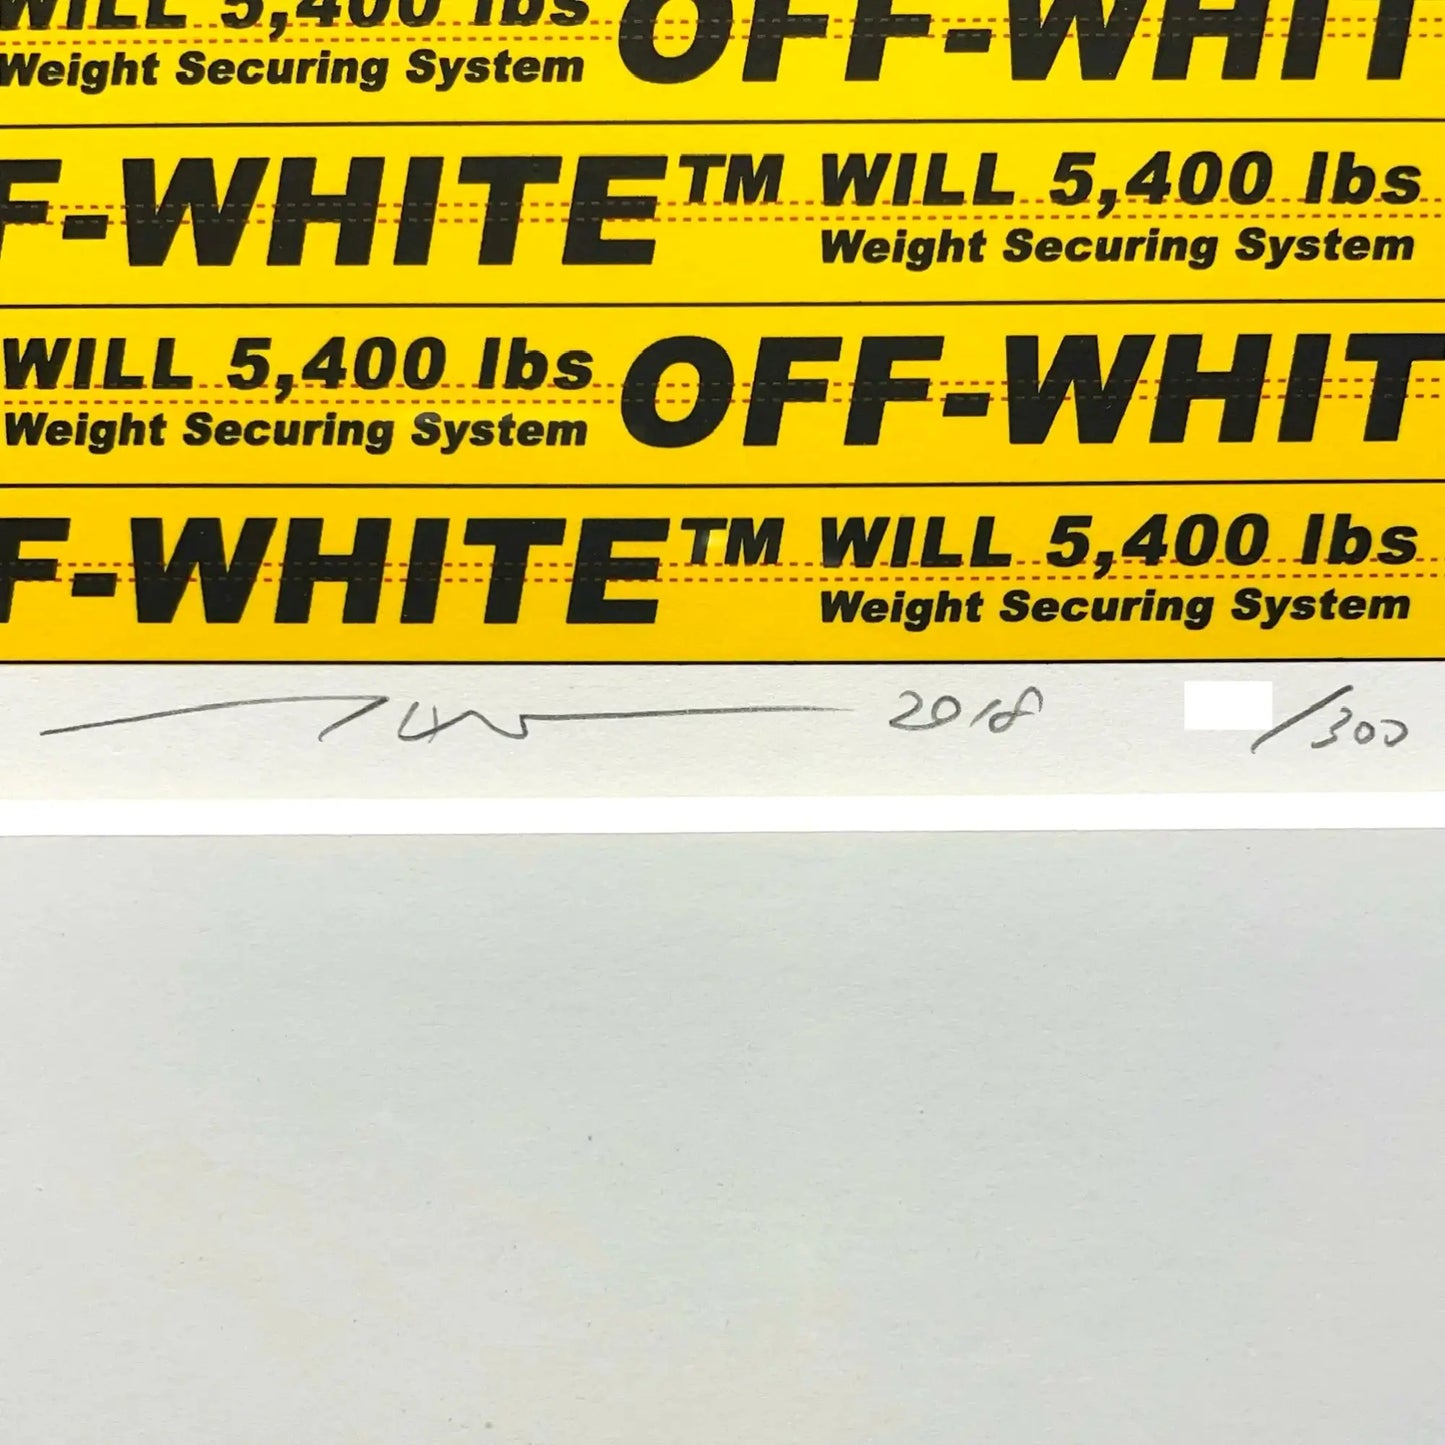 WILL 5,400 lbs OFF-WHIT
Weight Securing System
F-WHITE™ WILL 5,400 lbs
Weight Securing System
WILL 5,400 lbs OFF-WHIT
Weight Securing System
F-WHITE™ WILL 5,400 lbs
Weight Securing System
2018 /300